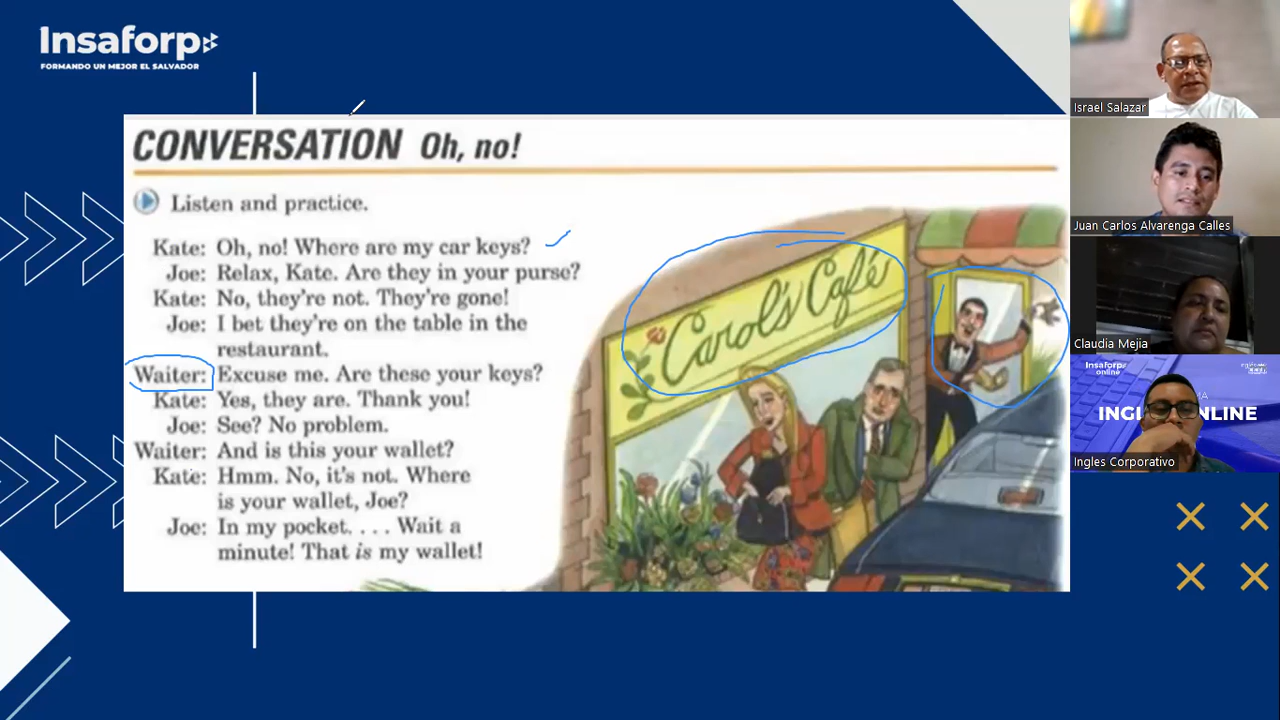 Insaforp
FORMANDO UN MEJOR EL SALVADOR
CONVERSATION Oh, no!
Listen and practice.
Kate: Oh, no! Where are my car keys?
Joe: Relax, Kate. Are they in your purse?
Kate: No, they're not. They're gone!
Joe: I bet they're on the table in the
restaurant.
Waiter: Excuse me. Are these your keys?
Kate: Yes, they are. Thank you!
Joe: See? No problem.
Waiter: And is this your wallet?
Kate: Hmm. No, it's not. Where
is your wallet, Joe?
Joe: In my pocket. . . . Wait a
minute! That is my wallet!
Carol's Café
Israel Salazar
Juan Carlos Alvarenga Calles
Claudia Mejia
Insaforp
online
INGL
ONLINE
Ingles Corporativo